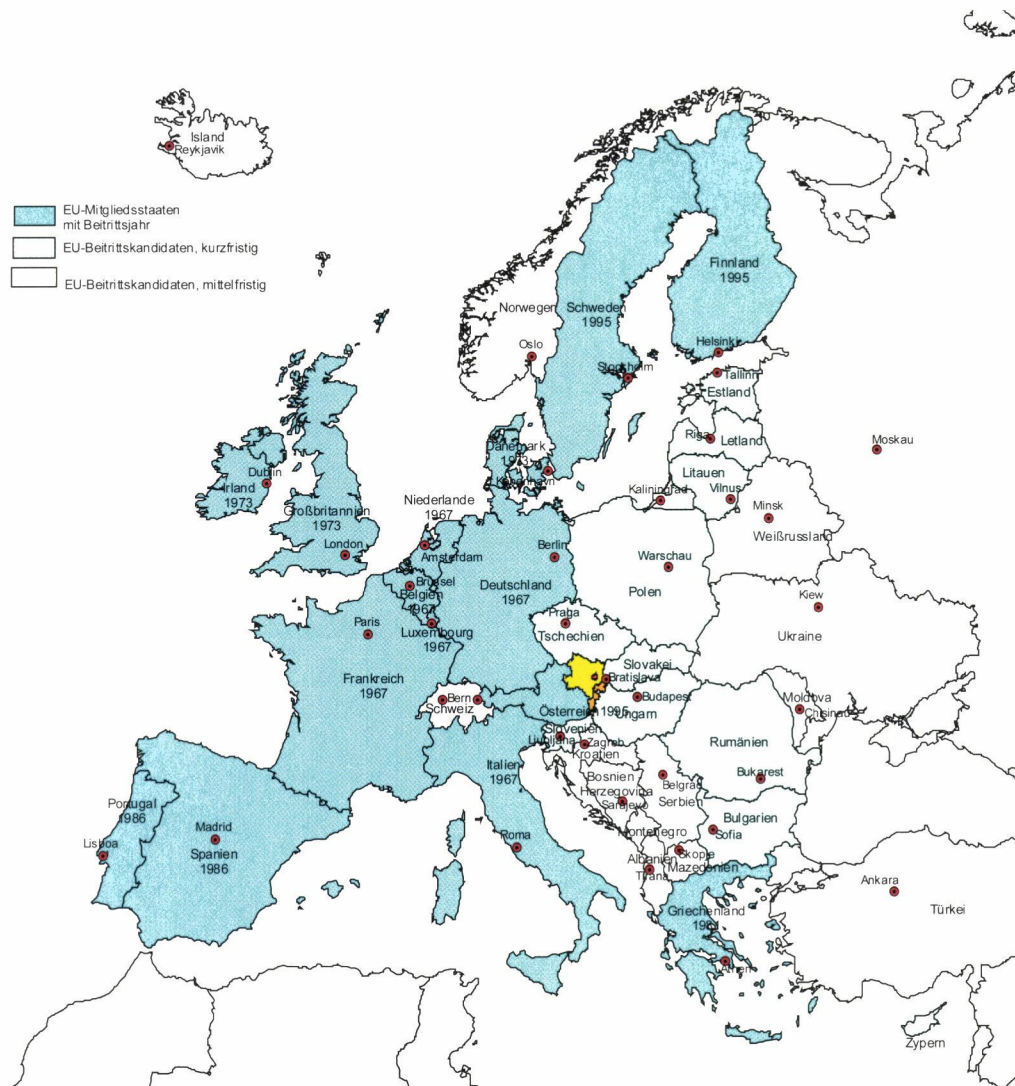 Island
Reykjavik
EU-Mitgliedsstaaten
mit Beitrittsjahr
EU-Beitrittskandidaten, kurzfristig
EU-Beitrittskandidaten, mittelfristig
Finnland
1995
Norwegen
Schweden
1995
Oslo
Helsinki
Stockholm
Tallinn
Estland
Riga
Letland
Moskau
Dänemark
1973
København
Litauen
Vilnus
Kaliningrad
Minsk
Weißrussland
Dublin
Irland
1973
Großbritannien
1973
London
Niederlande
1967
Amsterdam
Berlin
Warschau
Polen
Brüssel
Belgien
1967
Deutschland
1967
Kiew
Ukraine
Paris
Luxembourg
1967
Praha
Tschechien
Frankreich
1967
Slovakei
Bratislava
Bern
Schweiz
Budapest
Österreich 1995
Ungarn
Moldova
Chisinau
Slovenien
Ljubljana
Zagreb
Kroatien
Rumänien
Italien
1967
Bosnien
Herzegovina
Sarajevo
Belgrad
Serbien
Bukarest
Portugal
1986
Madrid
Spanien
1986
Lisboa
Roma
Montenegro
Bulgarien
Sofia
Skopje
Mazedonien
Albanien
Tirana
Ankara
Türkei
Griechenland
1981
Athen
Zypern